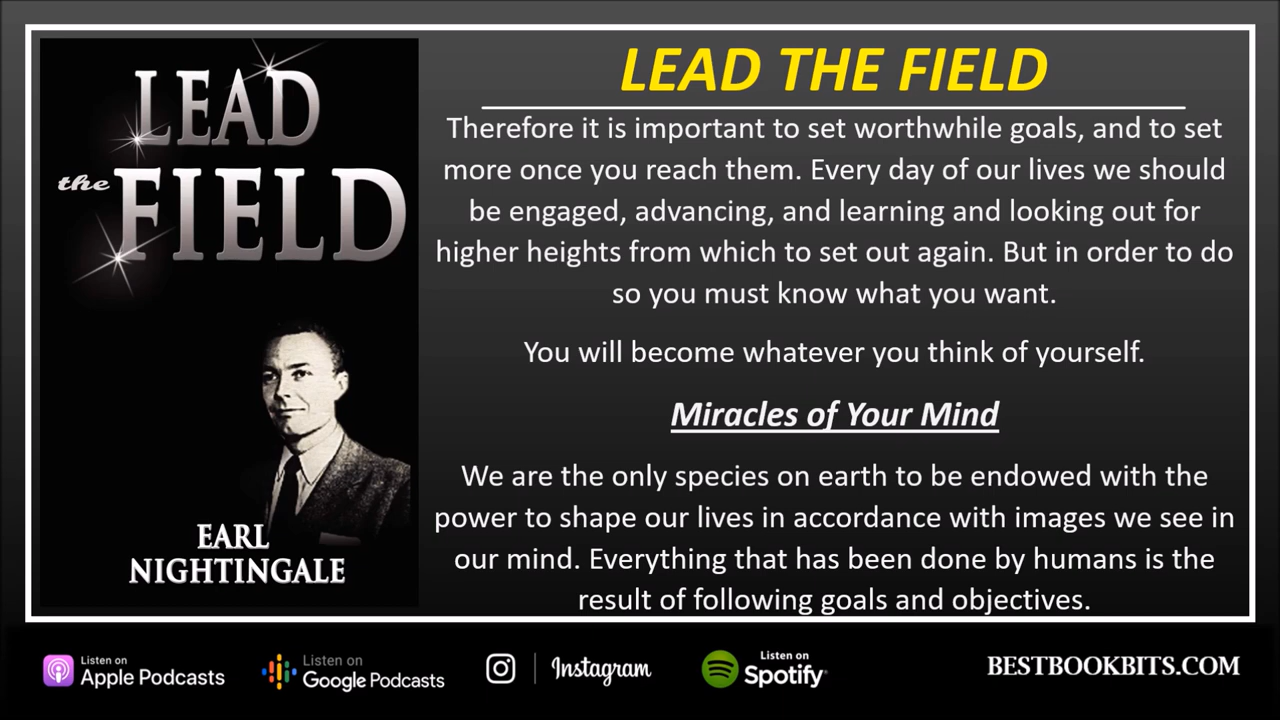 LEAD
the FIELD
EARL
NIGHTINGALE
LEAD THE FIELD
Therefore it is important to set worthwhile goals, and to set
more once you reach them. Every day of our lives we should
be engaged, advancing, and learning and looking out for
higher heights from which to set out again. But in order to do
so you must know what you want.
You will become whatever you think of yourself.
Miracles of Your Mind
We are the only species on earth to be endowed with the
power to shape our lives in accordance with images we see in
our mind. Everything that has been done by humans is the
result of following goals and objectives.
Listen on
Apple Podcasts
Listen on
Google Podcasts
Instagram
Listen on
Spotify
BESTBOOKBITS.COM